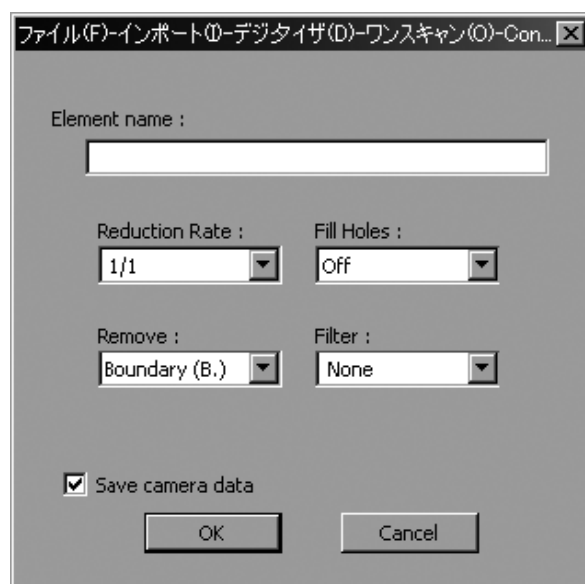 ファイル(F)-インポート(I)-デジタイザ(D)-ワンスキャン(O)-Con...
Element name :
Reduction Rate : Fill Holes :
1/1 Off
Remove : Filter :
Boundary (B.) None
Save camera data
OK Cancel